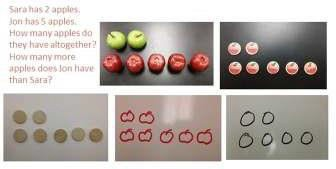 Sara has 2 apples.
Jon has 5 apples.
How many apples do
they have altogether?
How many more
apples does Jon have
than Sara?